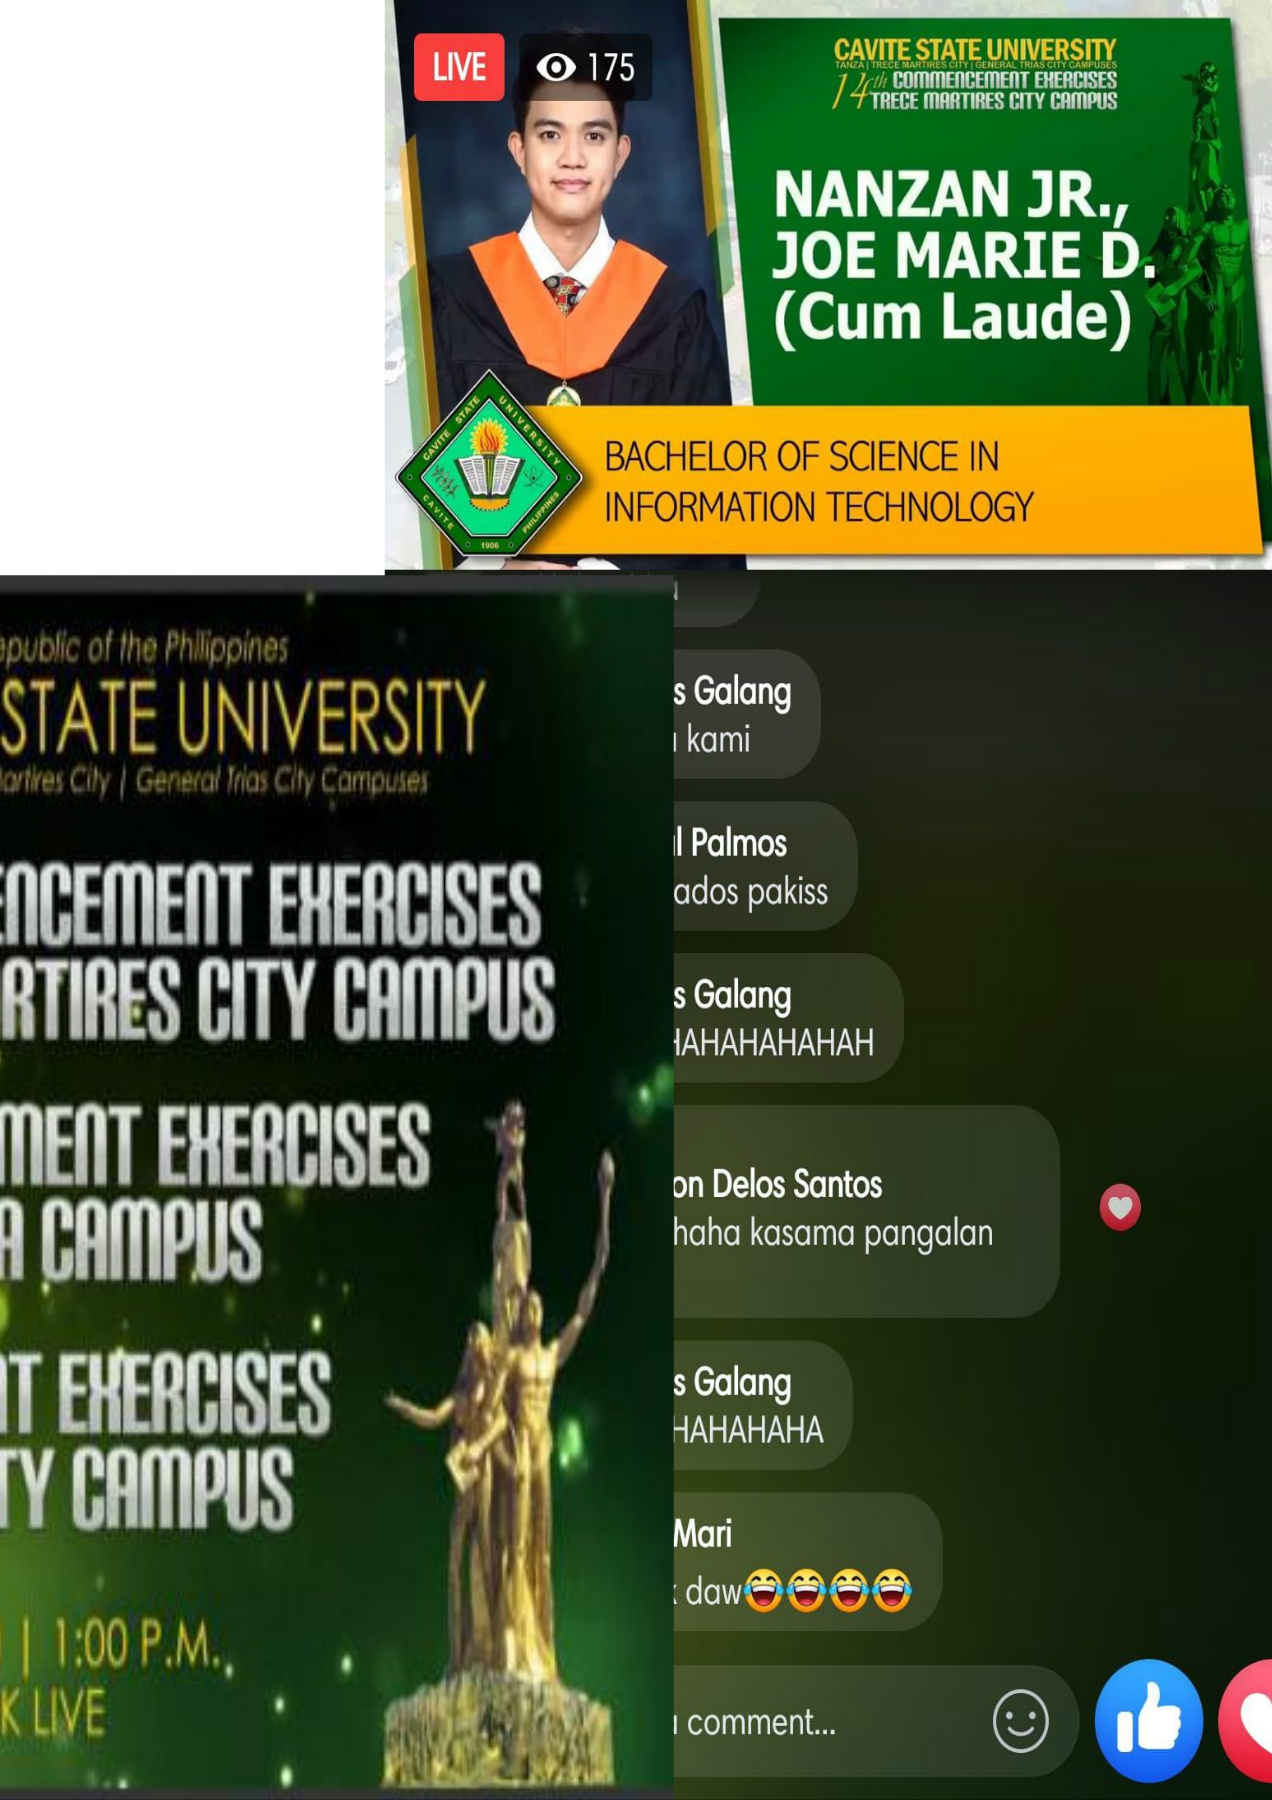 LIVE
175
CAVITE STATE UNIVERSITY
TANZA | TRECE MARTIRES CITY | GENERAL TRIAS CITY CAMPUSES
14th COMMENCEMENT EXERCISES
TRECE MARTIRES CITY CAMPUS
NANZAN JR.,
JOE MARIE D.
(Cum Laude)
CAVITE STATE UNIVERSITY
CAVITE PHILIPPINES
1906
BACHELOR OF SCIENCE IN
INFORMATION TECHNOLOGY
epublic of the Philippines
STATE UNIVERSITY
artires City | General Trias City Campuses
ENCEMENT EXERCISES
RTIRES CITY CAMPUS
MENT EXERCISES
A CAMPUS
NT EXERCISES
TY CAMPUS
| 1:00 P.M.
K LIVE
s Galang
kami
l Palmos
ados pakiss
s Galang
HAHAHAHAHAH
on Delos Santos
haha kasama pangalan
s Galang
HAHAHAHA
Mari
daw😂😂😂😂
comment...